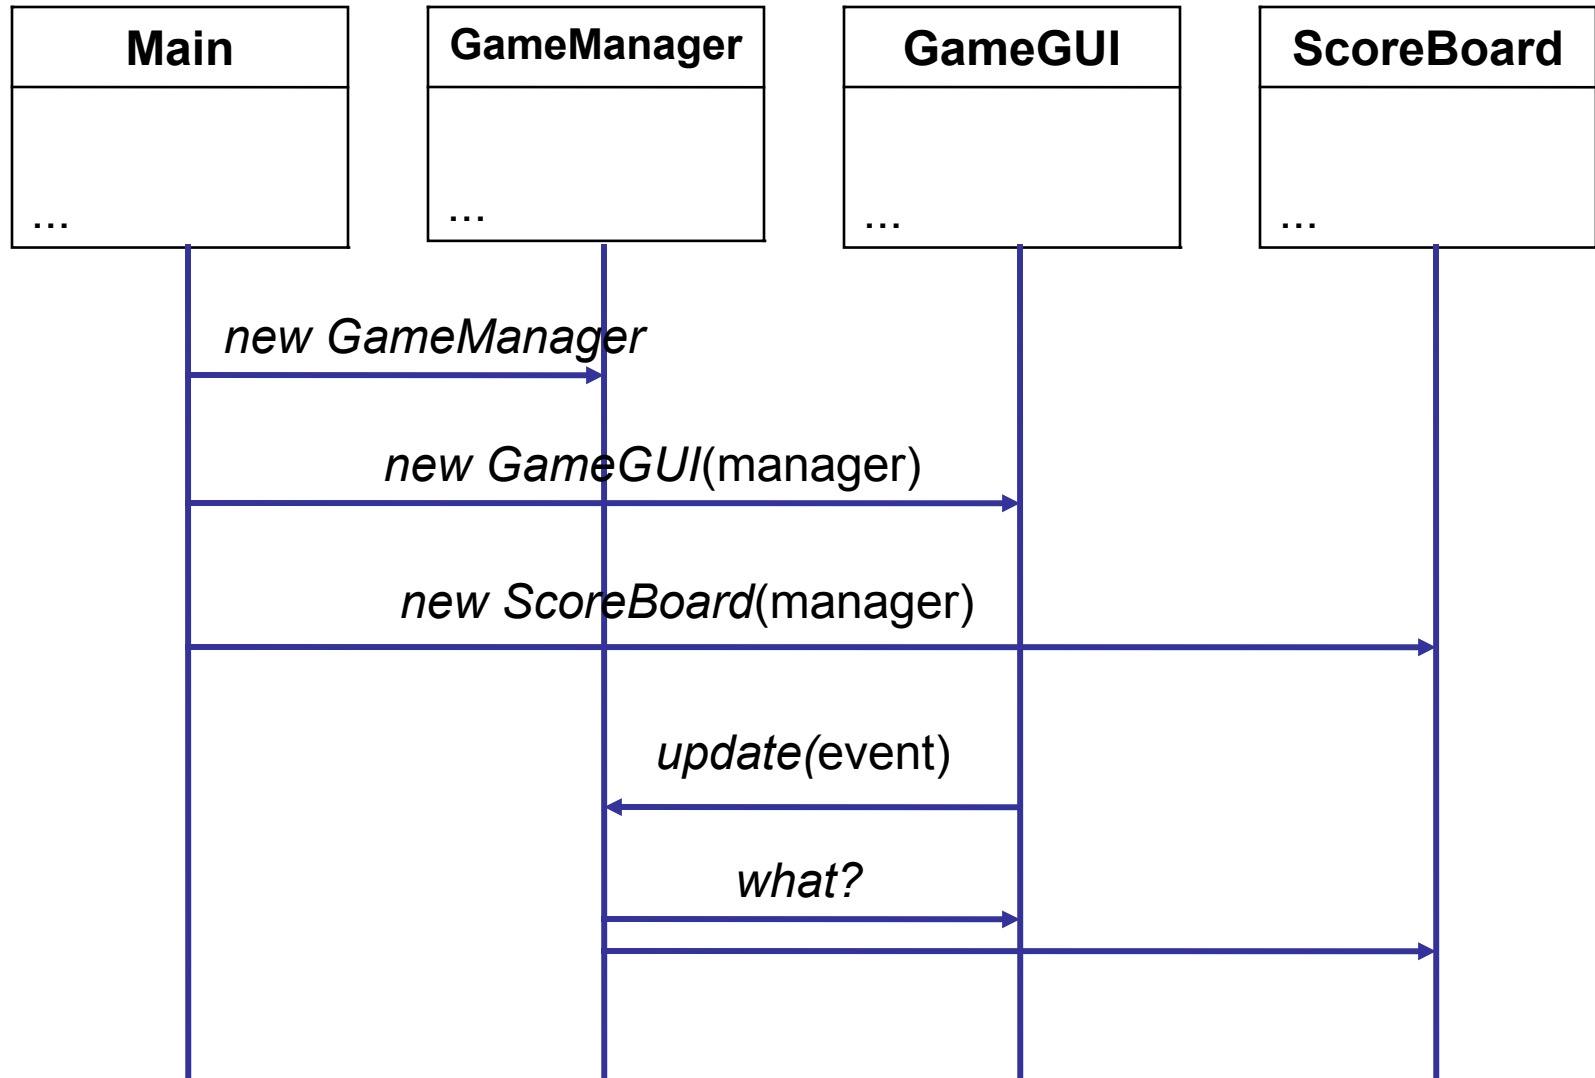 Main
GameManager
GameGUI
ScoreBoard
...
...
...
...
new GameManager
new GameGUI(manager)
new ScoreBoard(manager)
update(event)
what?